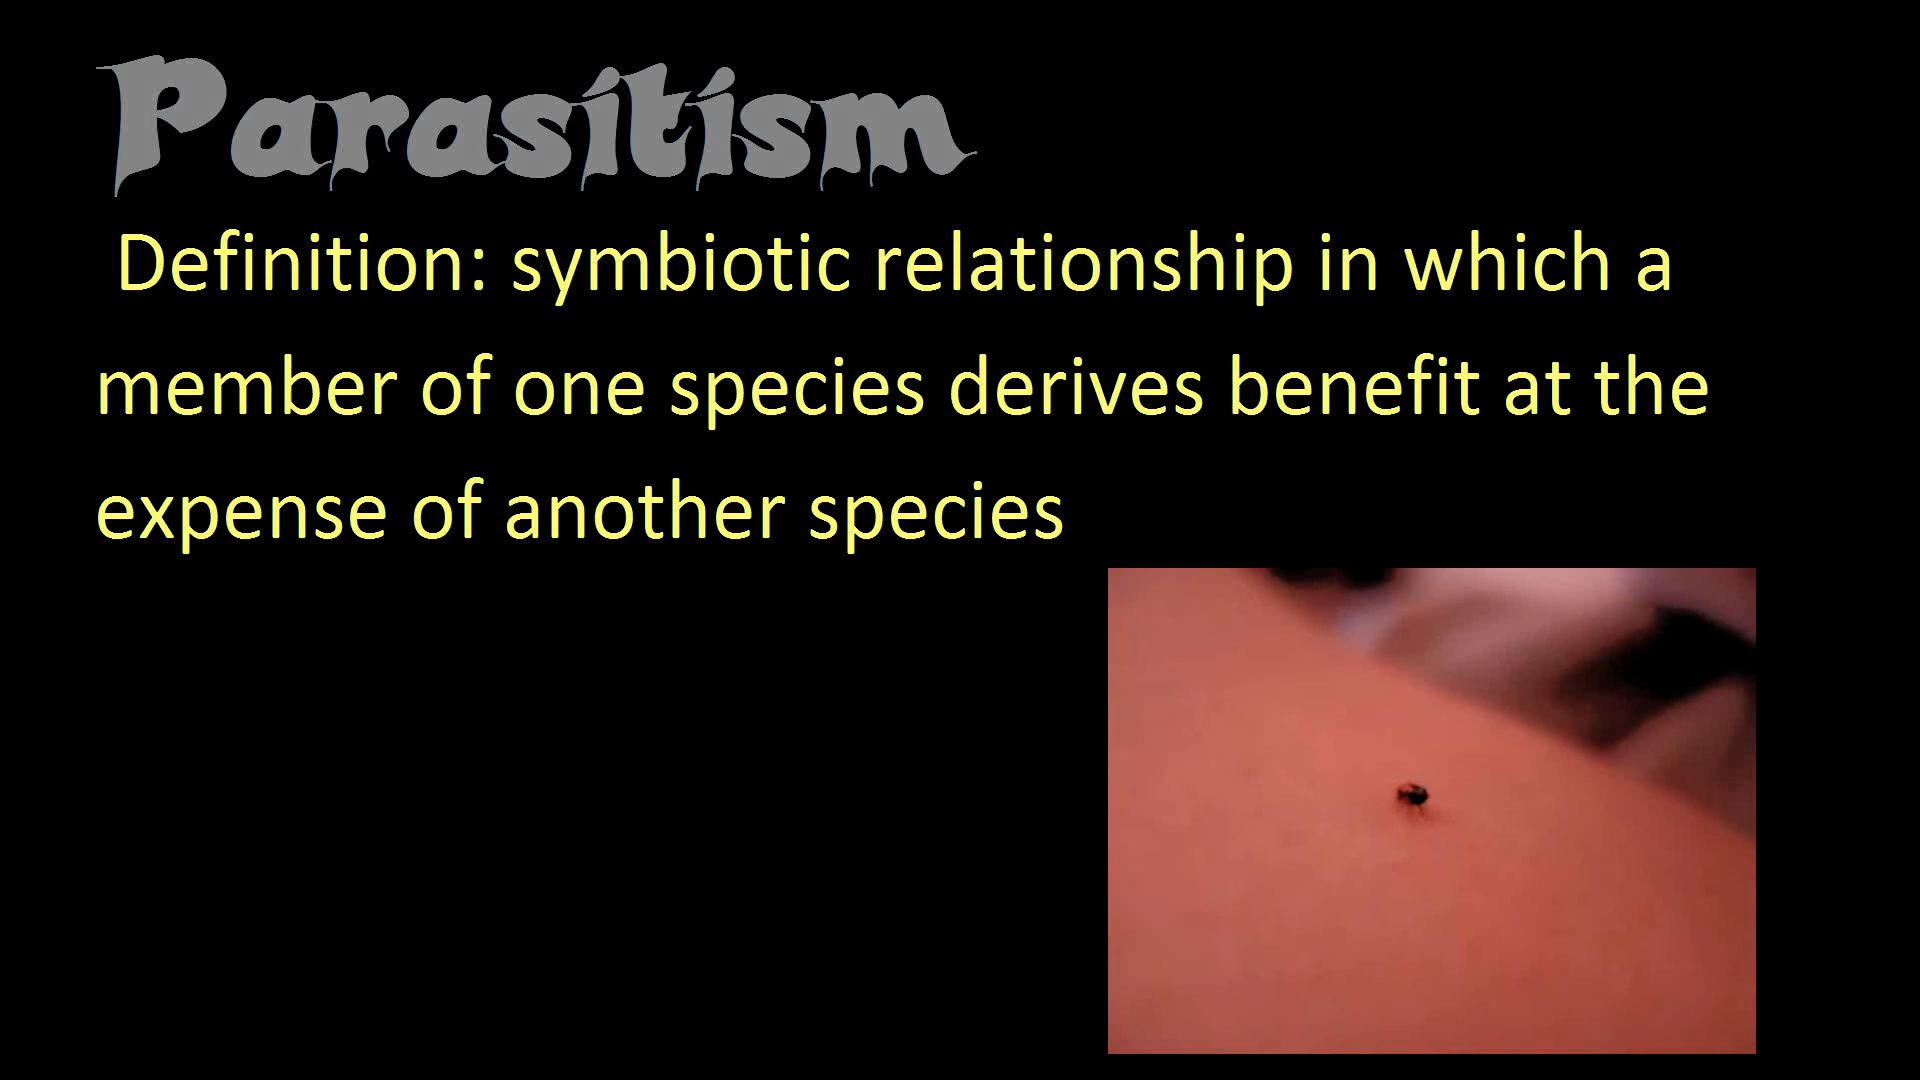 Parasitism
Definition: symbiotic relationship in which a
member of one species derives benefit at the
expense of another species